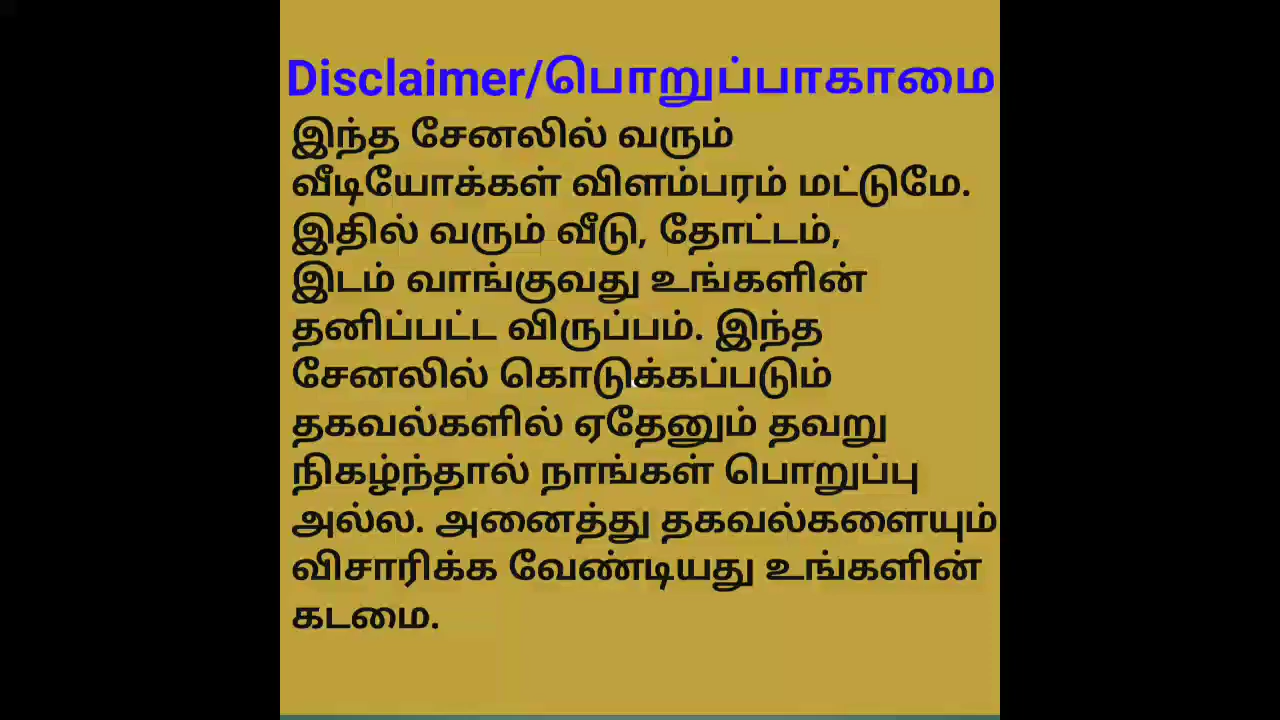 Disclaimer/பொறுப்பாகாமை
இந்த சேனலில் வரும்
வீடியோக்கள் விளம்பரம் மட்டுமே.
இதில் வரும் வீடு, தோட்டம்,
இடம் வாங்குவது உங்களின்
தனிப்பட்ட விருப்பம். இந்த
சேனலில் கொடுக்கப்படும்
தகவல்களில் ஏதேனும் தவறு
நிகழ்ந்தால் நாங்கள் பொறுப்பு
அல்ல. அனைத்து தகவல்களையும்
விசாரிக்க வேண்டியது உங்களின்
கடமை.